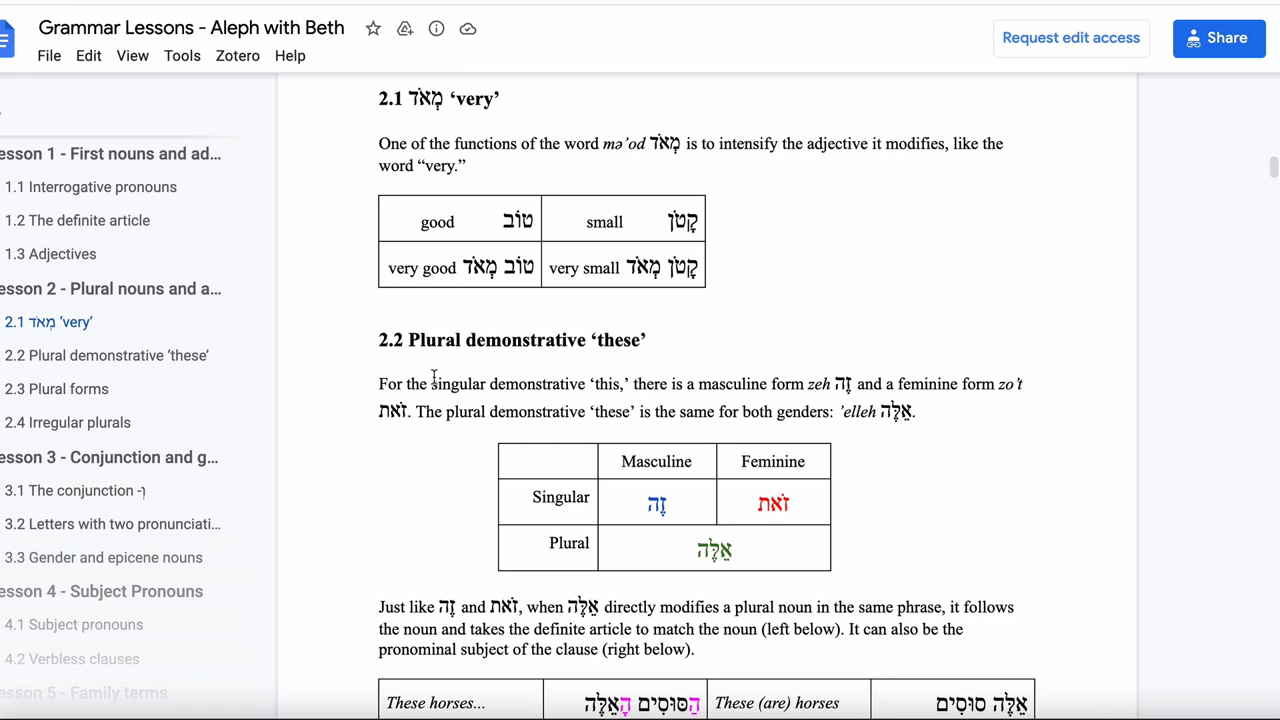 Grammar Lessons - Aleph with Beth
File Edit View Tools Zotero Help
Request edit access
Share
esson 1 - First nouns and ad...
1.1 Interrogative pronouns
1.2 The definite article
1.3 Adjectives
esson 2 - Plural nouns and a...
2.1 מְאֹד ‘very’
2.2 Plural demonstrative ‘these’
2.3 Plural forms
2.4 Irregular plurals
esson 3 - Conjunction and g...
3.1 The conjunction -וְ
3.2 Letters with two pronunciati...
3.3 Gender and epicene nouns
esson 4 - Subject Pronouns
4.1 Subject pronouns
4.2 Verbless clauses
esson 5 - Family terms
2.1 מְאֹד ‘very’
One of the functions of the word mǝʾod מְאֹד is to intensify the adjective it modifies, like the
word “very.”
good טוֹב small קָטֹן
very good טוֹב מְאֹד very small קָטֹן מְאֹד
2.2 Plural demonstrative ‘these’
For the singular demonstrative ‘this,’ there is a masculine form zeh זֶה and a feminine form zoʾt
זֹאת. The plural demonstrative ‘these’ is the same for both genders: ʾelleh אֵלֶּה.
Masculine Feminine
Singular זֶה זֹאת
Plural אֵלֶּה
Just like זֶה and זֹאת, when אֵלֶּה directly modifies a plural noun in the same phrase, it follows
the noun and takes the definite article to match the noun (left below). It can also be the
pronominal subject of the clause (right below).
These horses... הַסּוּסִים הָאֵלֶּה These (are) horses אֵלֶּה סוּסִים